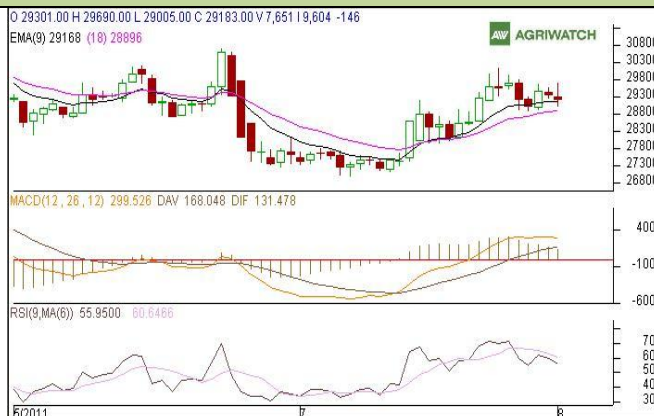 O 29301.00 H 29690.00 L 29005.00 C 29183.00 V 7,651 I 9,604 -146
EMA(9) 29168 (18) 28896
AW AGRIWATCH
30800
30300
29800
29300
28800
28300
27800
27300
26800
MACD(12 , 26 , 12) 299.526 DAV 168.048 DIF 131.478
400
-100
-600
RSI(9,MA(6)) 55.9500 60.6466
70
60
50
40
30
6/2011 7 8